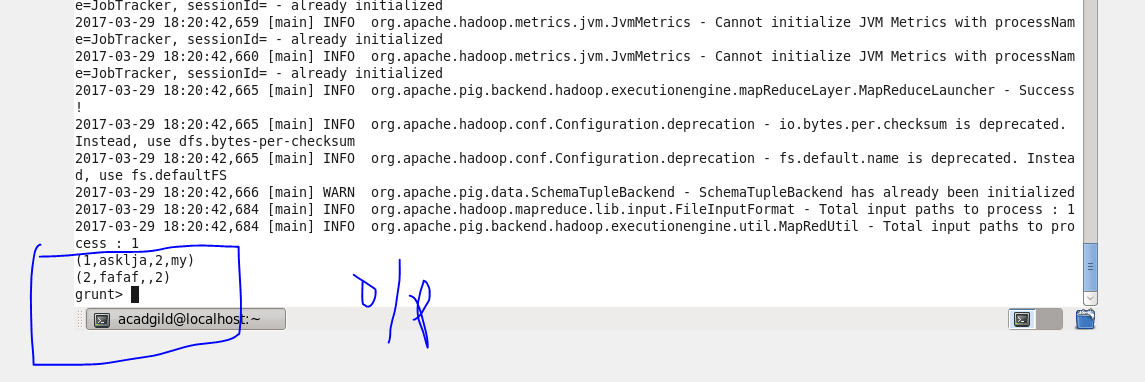 e=JobTracker, sessionId= - already initialized
2017-03-29 18:20:42,659 [main] INFO  org.apache.hadoop.metrics.jvm.JvmMetrics - Cannot initialize JVM Metrics with processNam
e=JobTracker, sessionId= - already initialized
2017-03-29 18:20:42,660 [main] INFO  org.apache.hadoop.metrics.jvm.JvmMetrics - Cannot initialize JVM Metrics with processNam
e=JobTracker, sessionId= - already initialized
2017-03-29 18:20:42,665 [main] INFO  org.apache.pig.backend.hadoop.executionengine.mapReduceLayer.MapReduceLauncher - Success
!
2017-03-29 18:20:42,665 [main] INFO  org.apache.hadoop.conf.Configuration.deprecation - io.bytes.per.checksum is deprecated.
Instead, use dfs.bytes-per-checksum
2017-03-29 18:20:42,665 [main] INFO  org.apache.hadoop.conf.Configuration.deprecation - fs.default.name is deprecated. Instea
d, use fs.defaultFS
2017-03-29 18:20:42,666 [main] WARN  org.apache.pig.data.SchemaTupleBackend - SchemaTupleBackend has already been initialized
2017-03-29 18:20:42,684 [main] INFO  org.apache.hadoop.mapreduce.lib.input.FileInputFormat - Total input paths to process : 1
2017-03-29 18:20:42,684 [main] INFO  org.apache.pig.backend.hadoop.executionengine.util.MapRedUtil - Total input paths to pro
cess : 1
(1,asklja,2,my)
(2,fafaf,,2)
grunt>
o/p
acadgild@localhost:~